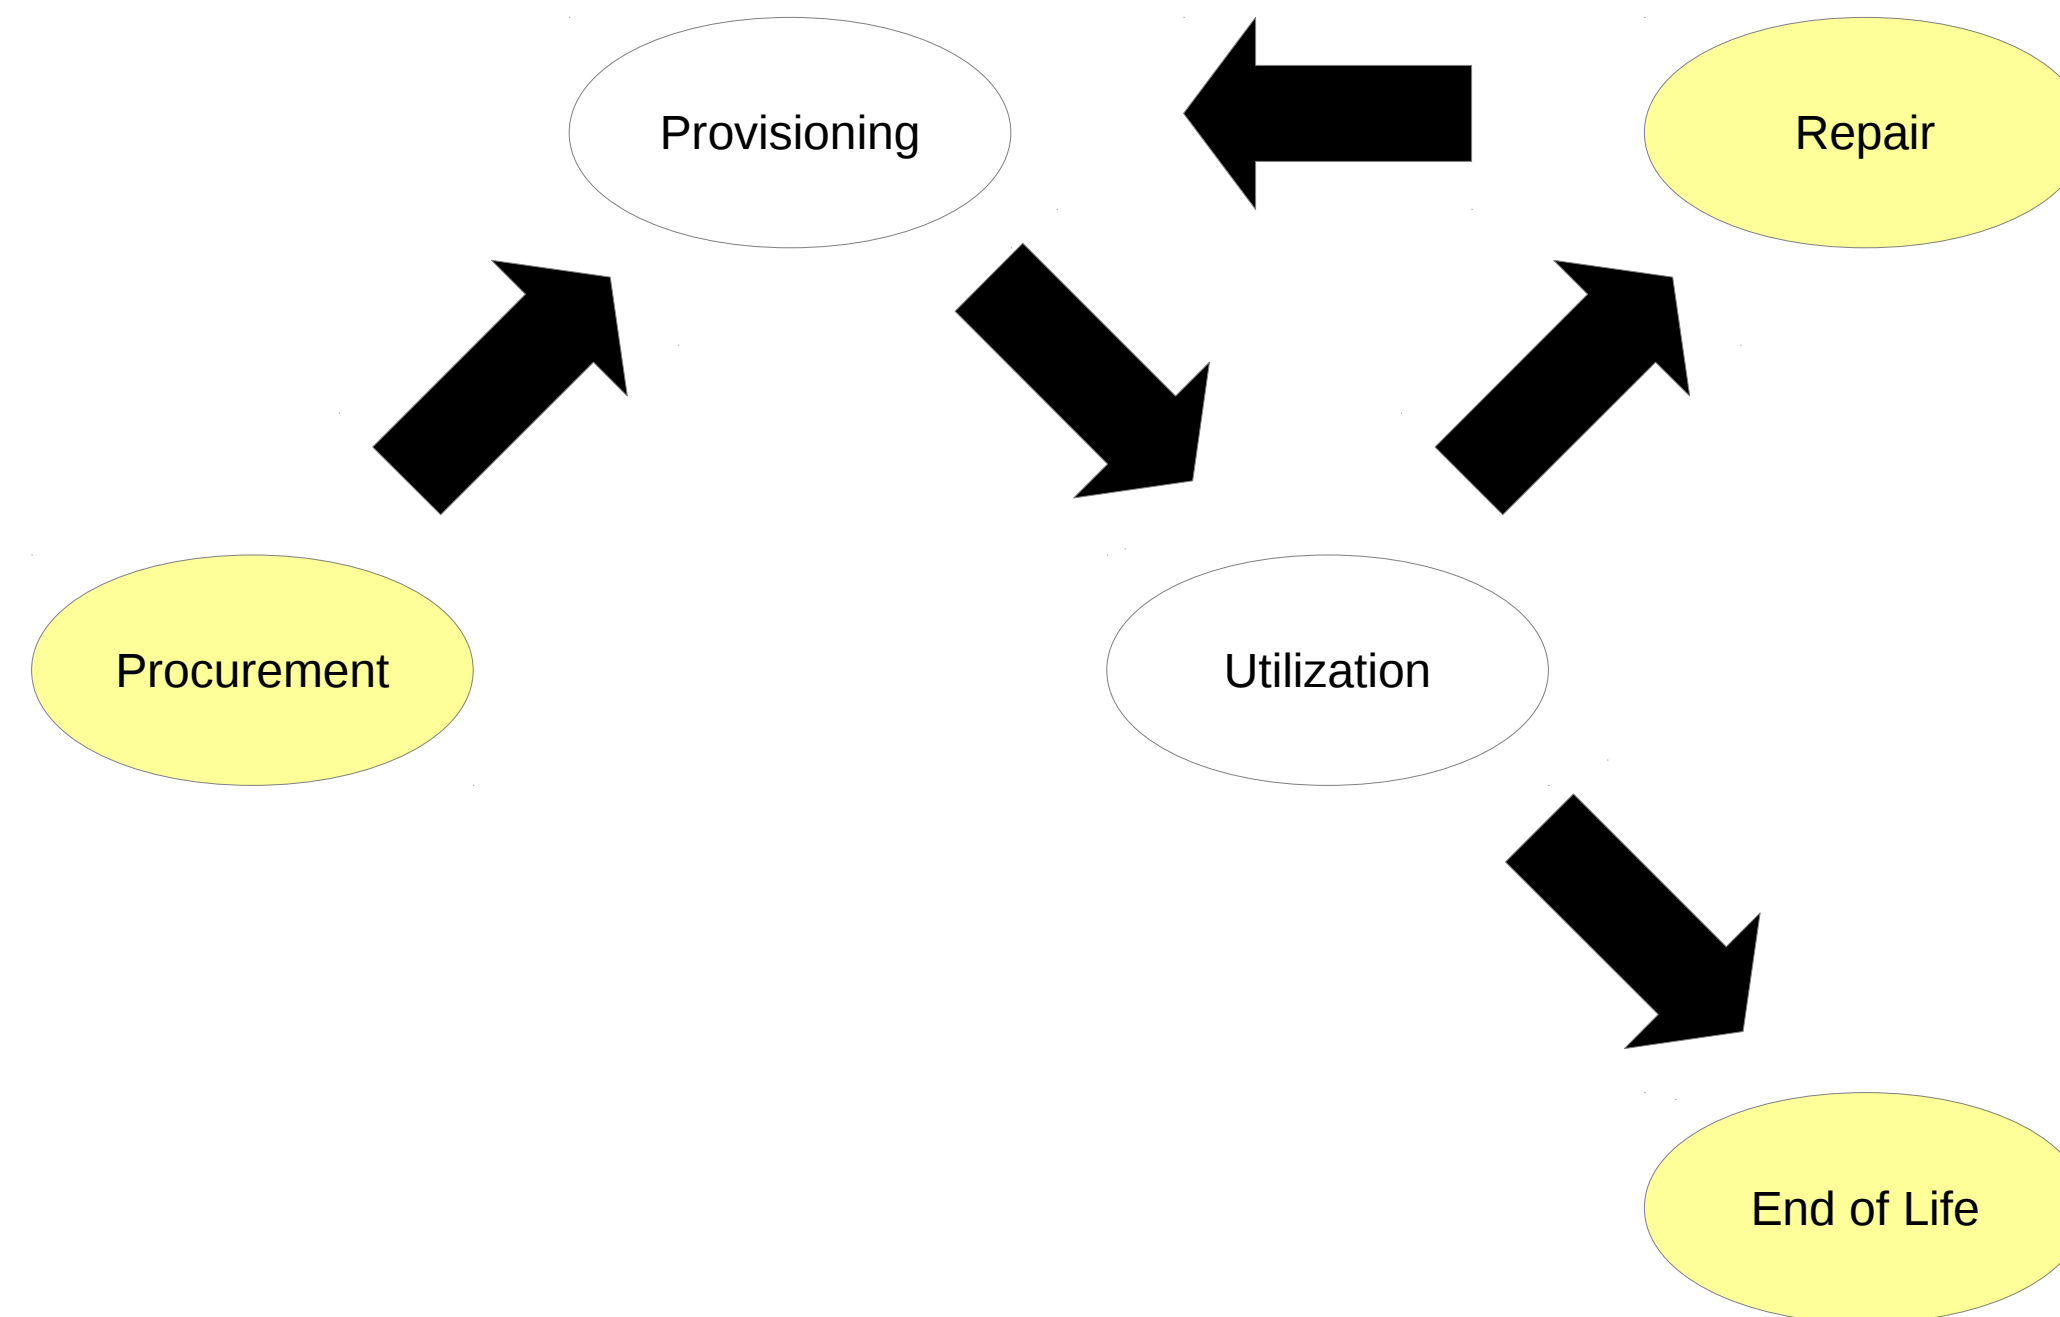 Provisioning
Repair
Procurement
Utilization
End of Life